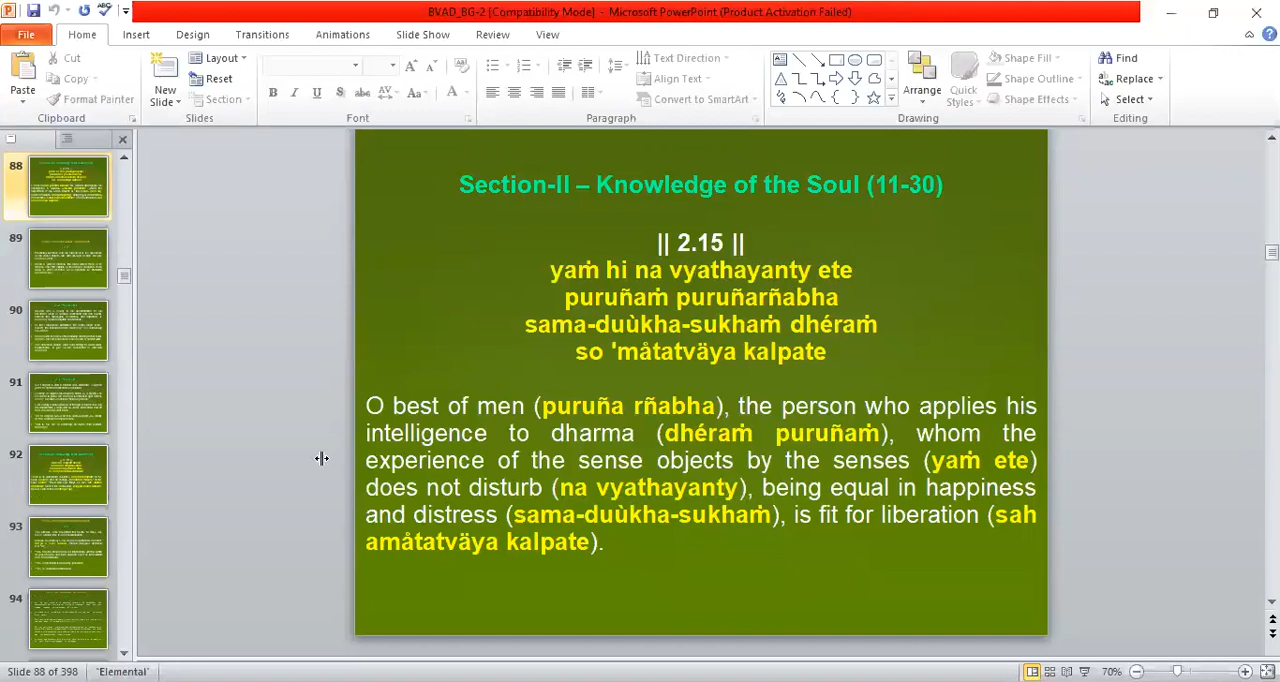 BVAD_BG-2 [Compatibility Mode] - Microsoft PowerPoint (Product Activation Failed)
File Home Insert Design Transitions Animations Slide Show Review View
Paste
Cut
Copy
Format Painter
Clipboard
New Slide
Layout
Reset
Section
Slides
B I U S abc AV Aa A
Font
Text Direction
Align Text
Convert to SmartArt
Paragraph
Arrange
Quick Styles
Shape Fill
Shape Outline
Shape Effects
Drawing
Find
Replace
Select
Editing
88
89
90
91
92
93
94
Section-II – Knowledge of the Soul (11-30)
|| 2.15 ||
yaṁ hi na vyathayanty ete
puruñaṁ puruñarñabha
sama-duùkha-sukhaṁ dhéraṁ
so 'måtatväya kalpate
O best of men (puruña rñabha), the person who applies his
intelligence to dharma (dhéraṁ puruñaṁ), whom the
experience of the sense objects by the senses (yaṁ ete)
does not disturb (na vyathayanty), being equal in happiness
and distress (sama-duùkha-sukhaṁ), is fit for liberation (sah
amåtatväya kalpate).
Slide 88 of 398 "Elemental" 70%